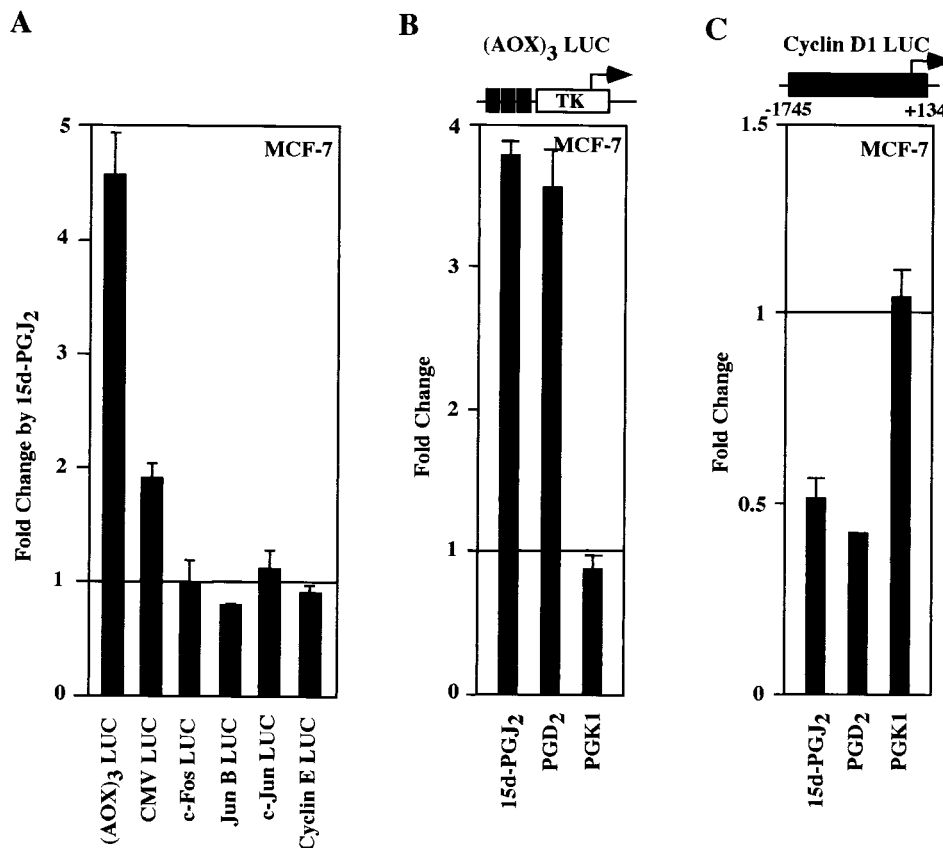 A
Fold Change by 15d-PGJ2
5
4
3
2
1
0
MCF-7
(AOX)3 LUC
CMV LUC
c-Fos LUC
Jun B LUC
c-Jun LUC
Cyclin E LUC
B
(AOX)3 LUC
TK
Fold Change
4
3
2
1
0
MCF-7
15d-PGJ2
PGD2
PGK1
C
Cyclin D1 LUC
-1745
+134
Fold Change
1.5
1
0.5
0
MCF-7
15d-PGJ2
PGD2
PGK1